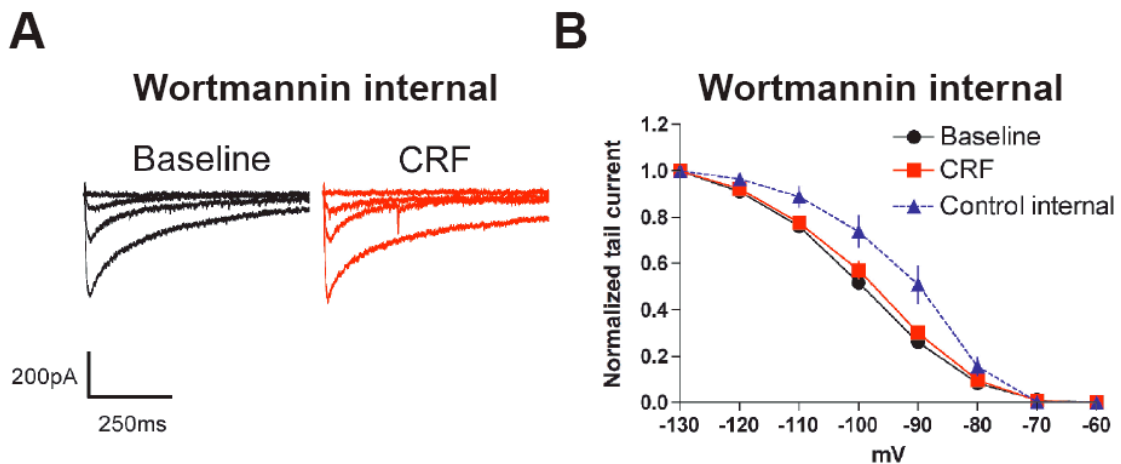 A
Wortmannin internal
Baseline
CRF
200pA
250ms
B
Wortmannin internal
Normalized tail current
1.2
1.0
0.8
0.6
0.4
0.2
0.0
Baseline
CRF
Control internal
-130 -120 -110 -100 -90 -80 -70 -60
mV